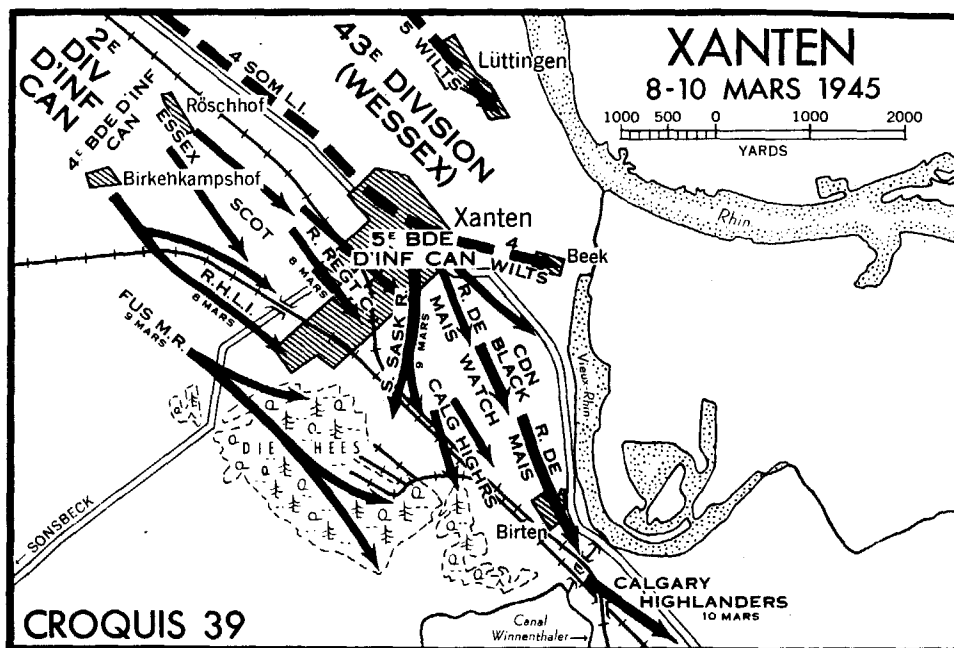 XANTEN
8-10 MARS 1945
1000 500 0 1000 2000
YARDS
2E
DIV
D'INF
CAN
4E BDE D'INF
CAN
43E DIVISION
(WESSEX)
4 SOM L.I.
5 WILTS
Lüttingen
Röschhof
ESSEX
SCOT
8 MARS
Birkehkampshof
R. REGT C.
Xanten
5E BDE
D'INF CAN
4
WILTS
Beek
Rhin
R.H.L.I.
8 MARS
FUS M.R.
9 MARS
S. SASK R.
9 MARS
R. DE
MAIS
CDN
BLACK
WATCH
CALG HIGHRS
R. DE
MAIS
Vieux Rhin
DIE HEES
SONSBECK
Birten
CALGARY
HIGHLANDERS
10 MARS
Canal
Winnenthaler
CROQUIS 39